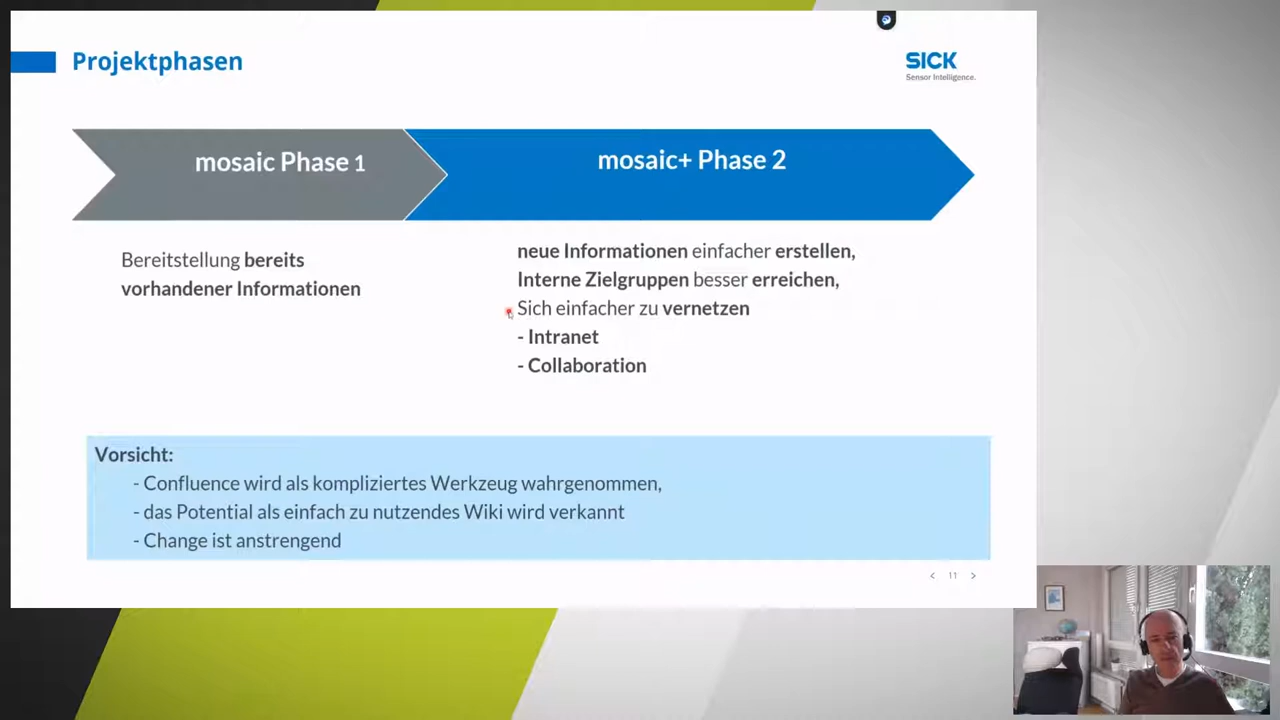 Projektphasen
SICK
Sensor Intelligence.
mosaic Phase 1
mosaic+ Phase 2
Bereitstellung bereits
vorhandener Informationen
neue Informationen einfacher erstellen,
Interne Zielgruppen besser erreichen,
Sich einfacher zu vernetzen
- Intranet
- Collaboration
Vorsicht:
- Confluence wird als kompliziertes Werkzeug wahrgenommen,
- das Potential als einfach zu nutzendes Wiki wird verkannt
- Change ist anstrengend
< 11 >